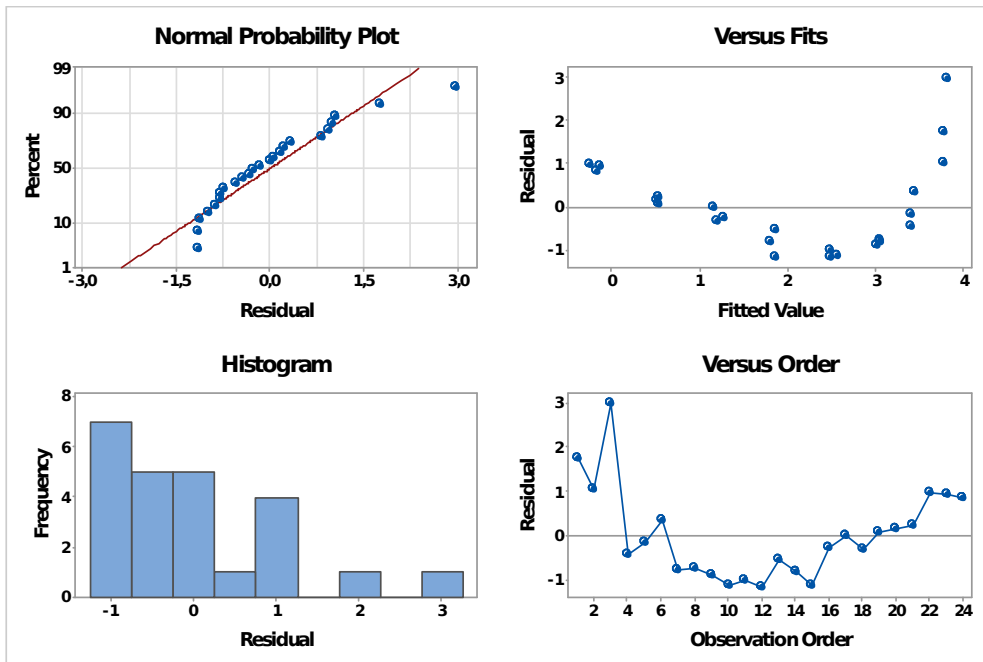 Normal Probability Plot
99
90
50
10
1
Percent
-3,0 -1,5 0,0 1,5 3,0
Residual
Versus Fits
3
2
1
0
-1
Residual
0 1 2 3 4
Fitted Value
Histogram
8
6
4
2
0
Frequency
-1 0 1 2 3
Residual
Versus Order
3
2
1
0
-1
Residual
2 4 6 8 10 12 14 16 18 20 22 24
Observation Order